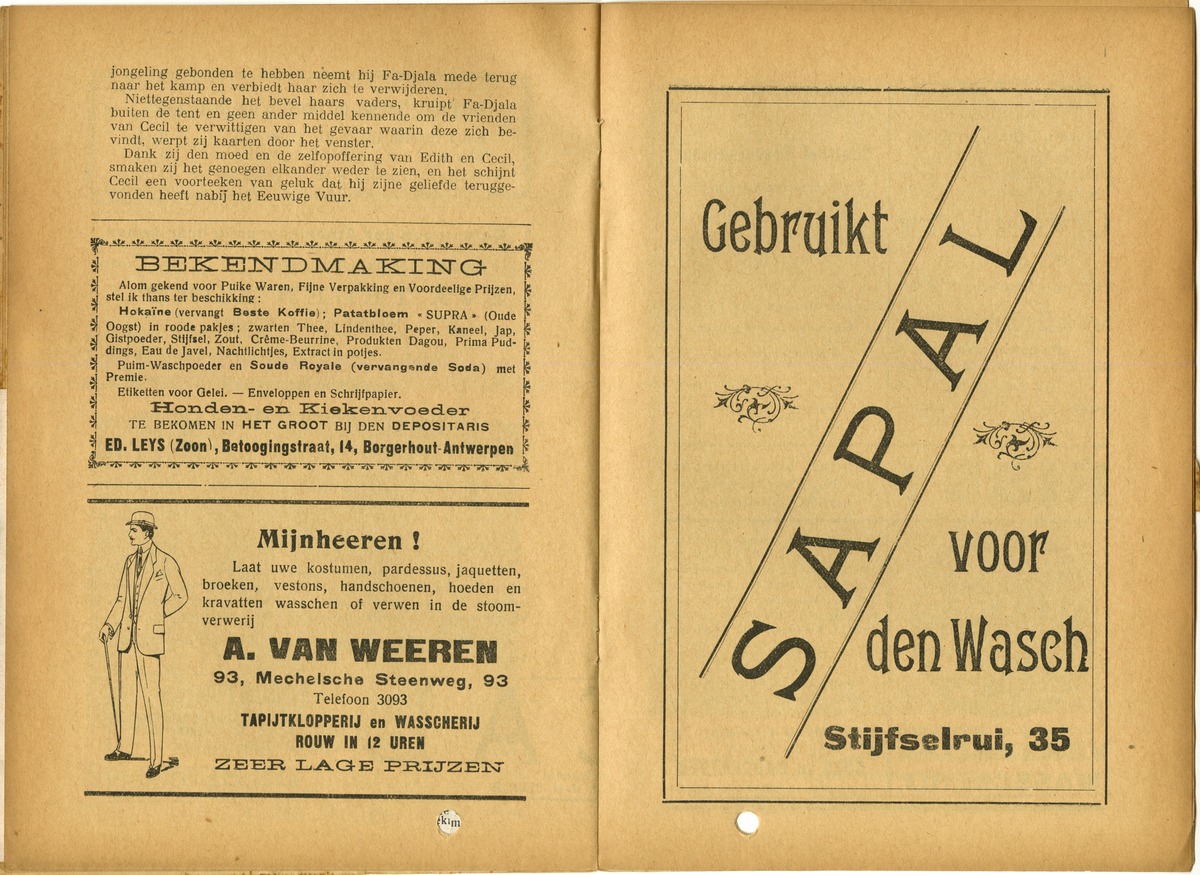 jongeling gebonden te hebben neemt hij Fa-Djala mede terug
naar het kamp en verbiedt haar zich te verwijderen.
Niettegenstaande het bevel haars vaders, kruipt Fa-Djala
buiten de tent en geen ander middel kennende om de vrienden
van Cecil te verwittigen van het gevaar waarin deze zich be-
vindt, werpt zij kaarten door het venster.
Dank zij den moed en de zelfopoffering van Edith en Cecil,
smaken zij het genoegen elkander weder te zien, en het schijnt
Cecil een voorteeken van geluk dat hij zijne geliefde terugge-
vonden heeft nabij het Eeuwige Vuur.
BEKENDMAKING
Alom gekend voor Puike Waren, Fijne Verpakking en Voordeelige Prijzen,
stel ik thans ter beschikking :
Hokaïne (vervangt Beste Koffie) ; Patatbloem « SUPRA » (Oude
Oogst) in roode pakjes ; zwarten Thee, Lindenthee, Peper, Kaneel, Jap,
Gistpoeder, Stijfsel, Zout, Crême-Beurrine, Produkten Dagou, Prima Pud-
dings, Eau de Javel, Nachtlichtjes, Extract in potjes.
Puim-Waschpoeder en Soude Royale (vervangende Soda) met
Premie.
Etiketten voor Gelei. — Enveloppen en Schrijfpapier.
Honden- en Kiekenvoeder
TE BEKOMEN IN HET GROOT BIJ DEN DEPOSITARIS
ED. LEYS (Zoon), Betoogingstraat, 14, Borgerhout-Antwerpen
Mijnheeren !
Laat uwe kostumen, pardessus, jaquetten,
broeken, vestons, handschoenen, hoeden en
kravatten wasschen of verwen in de stoom-
verwerij
A. VAN WEEREN
93, Mechelsche Steenweg, 93
Telefoon 3093
TAPIJTKLOPPERIJ en WASSCHERIJ
ROUW IN 12 UREN
ZEER LAGE PRIJZEN
kım
Gebruikt
SAPAL
voor
den Wasch
Stijfselrui, 35